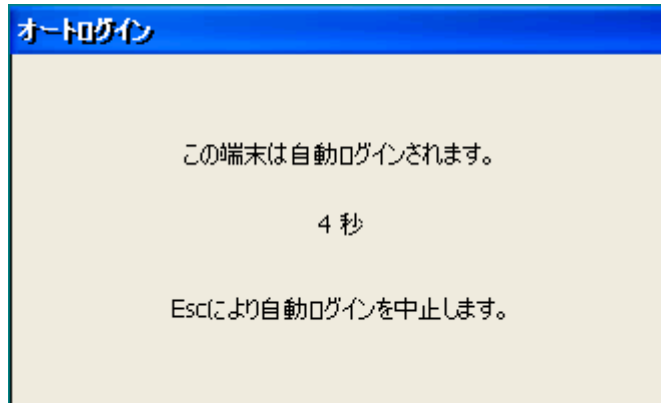 オートログイン
この端末は自動ログインされます。
4 秒
Escにより自動ログインを中止します。